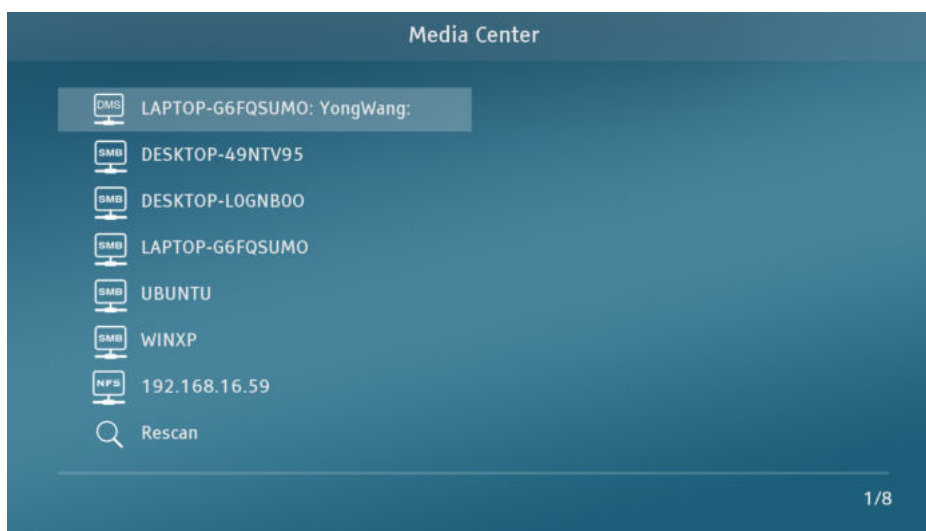 Media Center
DMS LAPTOP-G6FQSUMO: YongWang:
SMB DESKTOP-49NTV95
SMB DESKTOP-L0GNB0O
SMB LAPTOP-G6FQSUMO
SMB UBUNTU
SMB WINXP
NFS 192.168.16.59
Rescan
1/8